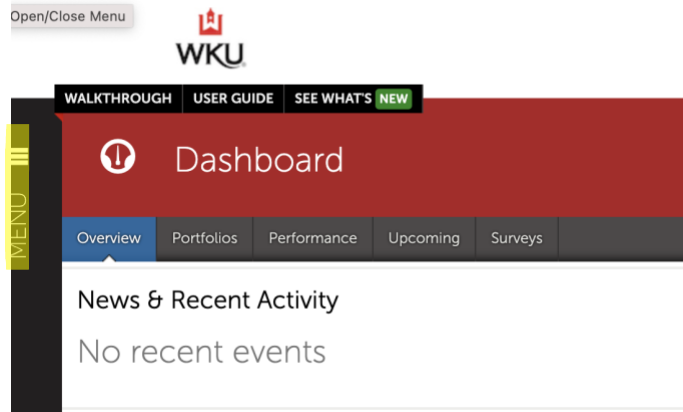 Open/Close Menu
WKU
WALKTHROUGH USER GUIDE SEE WHAT'S NEW
MENU
Dashboard
Overview Portfolios Performance Upcoming Surveys
News & Recent Activity
No recent events